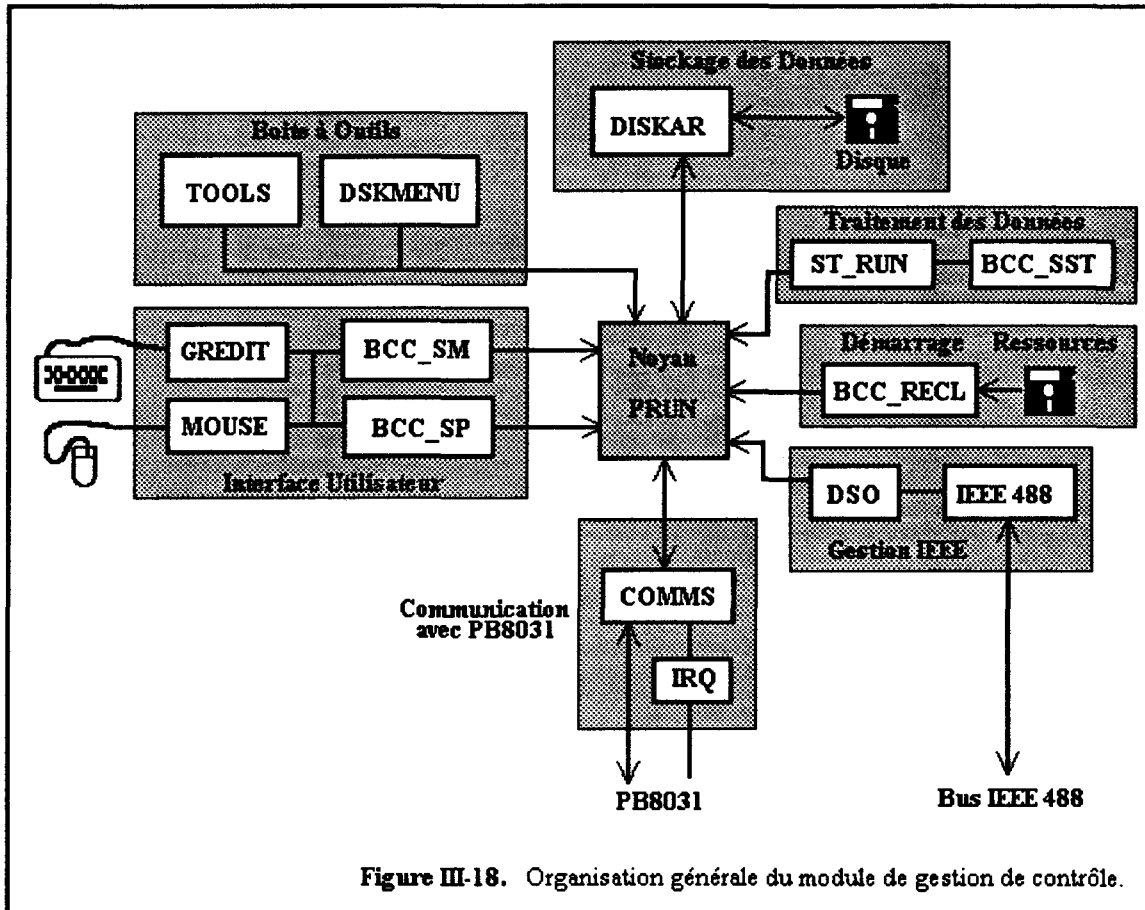 Stockage des Données
DISKAR
Disque
Boite à Outils
TOOLS
DSKMENU
Traitement des Données
ST_RUN
BCC_SST
GREDIT
BCC_SM
MOUSE
BCC_SP
Interface Utilisateur
Noyau
PRUN
Démarrage
Ressources
BCC_RECL
DSO
IEEE 488
Gestion IEEE
Communication
avec PB8031
COMMS
IRQ
PB8031
Bus IEEE 488
Figure III-18. Organisation générale du module de gestion de contrôle.